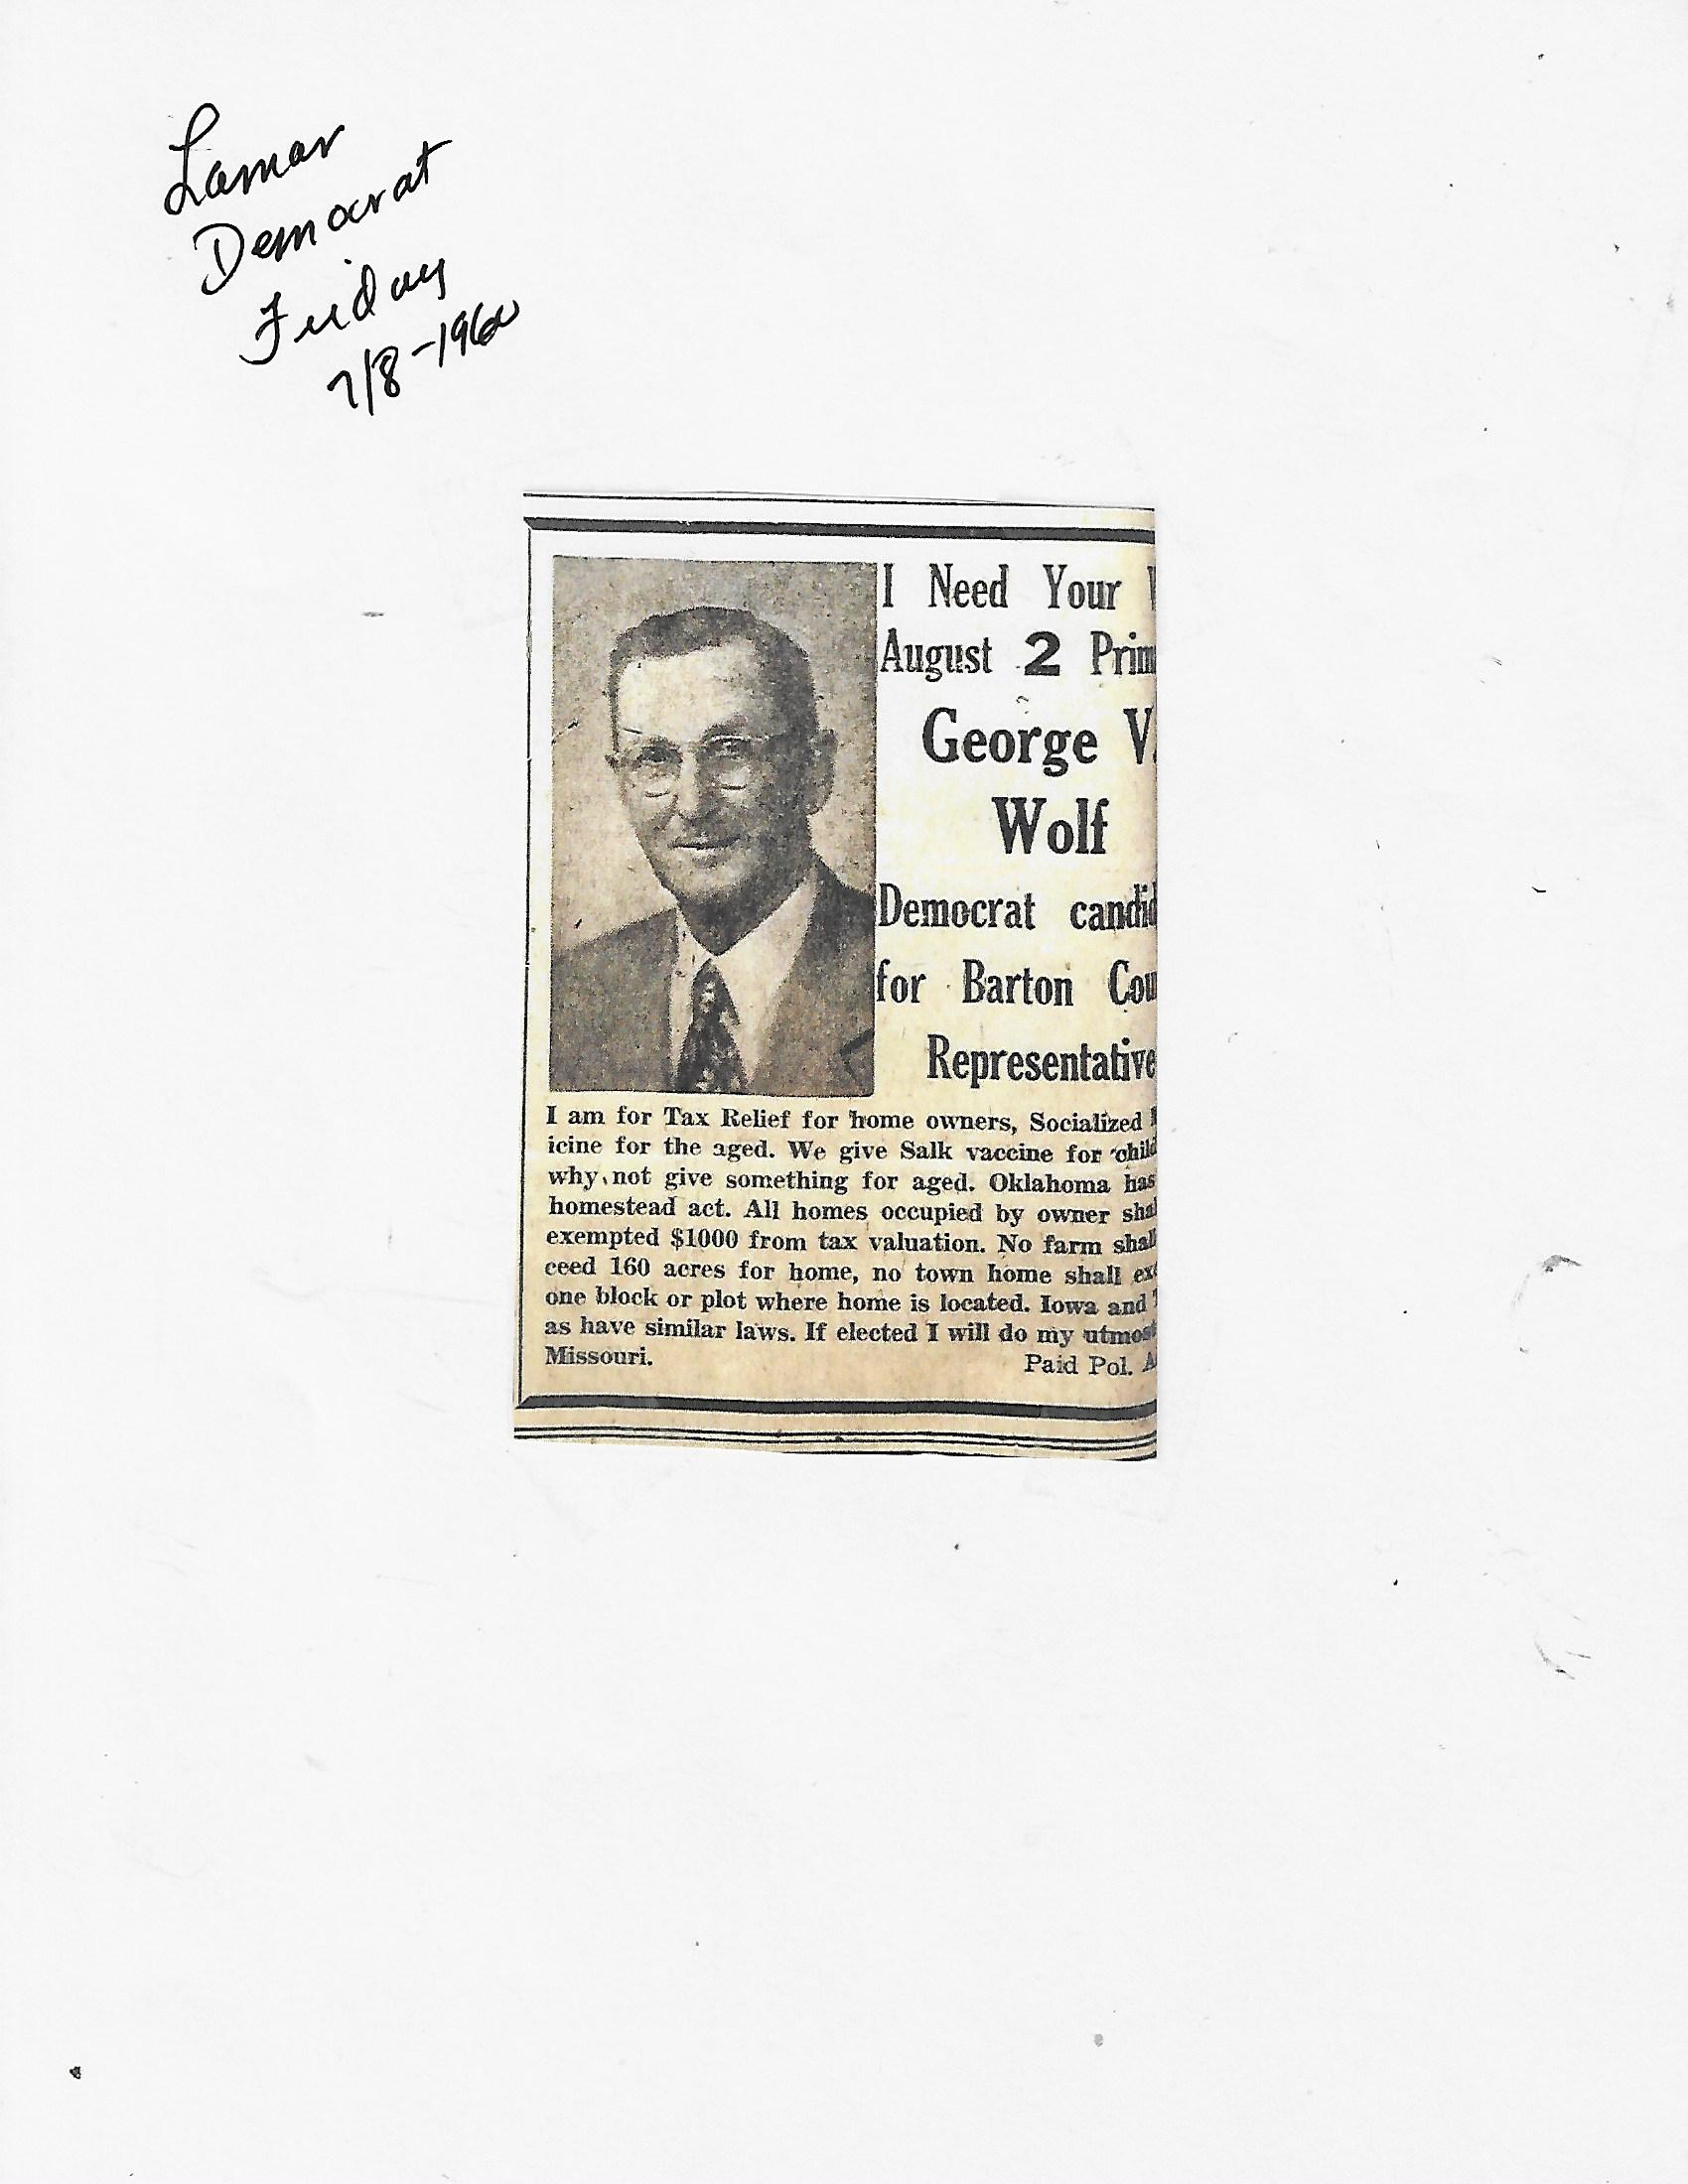 Lamar
Democrat
Friday
7/8-1960
I Need Your
August 2 Prim
George V.
Wolf
Democrat candid
for Barton Cou
Representative
I am for Tax Relief for home owners, Socialized
icine for the aged. We give Salk vaccine for child
why not give something for aged. Oklahoma has
homestead act. All homes occupied by owner shal
exempted $1000 from tax valuation. No farm shall
ceed 160 acres for home, no town home shall exc
one block or plot where home is located. Iowa and
as have similar laws. If elected I will do my utmost
Missouri.
Paid Pol. A